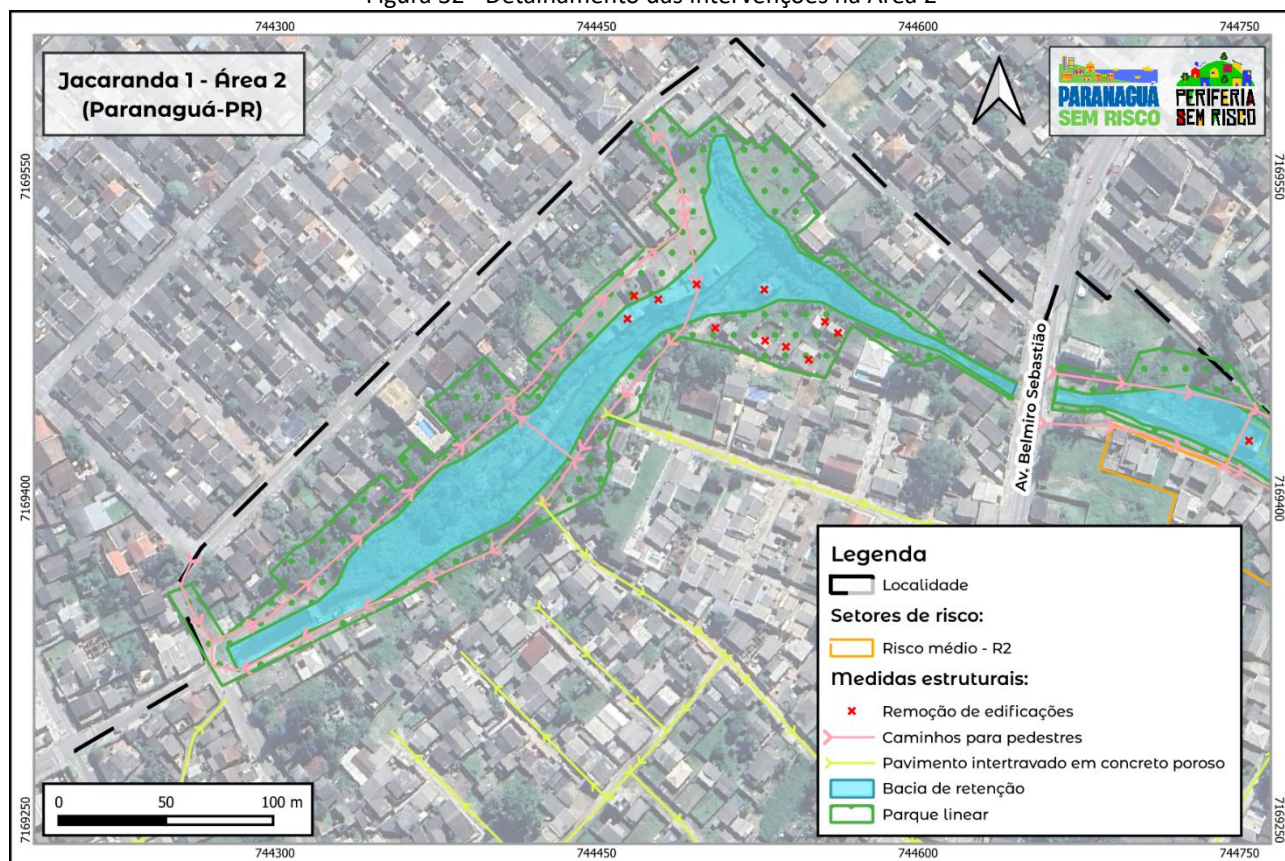 Figura 32 - Detalhamento das intervenções na Área 2
744300 744450 744600 744750
Jacaranda 1 - Área 2
(Paranaguá-PR)
PARANAGUÁ
SEM RISCO
PERIFERIA
SEM RISCO
7169550 7169550
Av. Belmiro Sebastião
7169400 7169400
Legenda
Localidade
Setores de risco:
Risco médio - R2
Medidas estruturais:
Remoção de edificações
Caminhos para pedestres
Pavimento intertravado em concreto poroso
Bacia de retenção
Parque linear
0 50 100 m
7169250 7169250
744300 744450 744600 744750